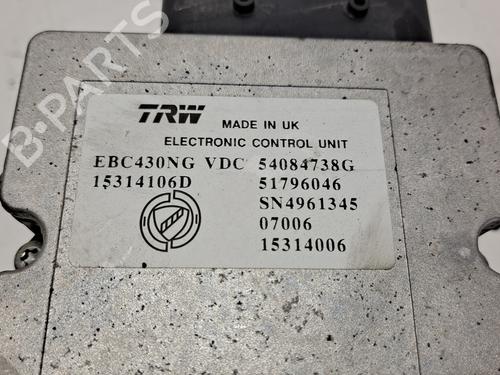 B-PARTS
TRW MADE IN UK
ELECTRONIC CONTROL UNIT
EBC430NG VDC 54084738G
15314106D 51796046
SN4961345
07006
15314006